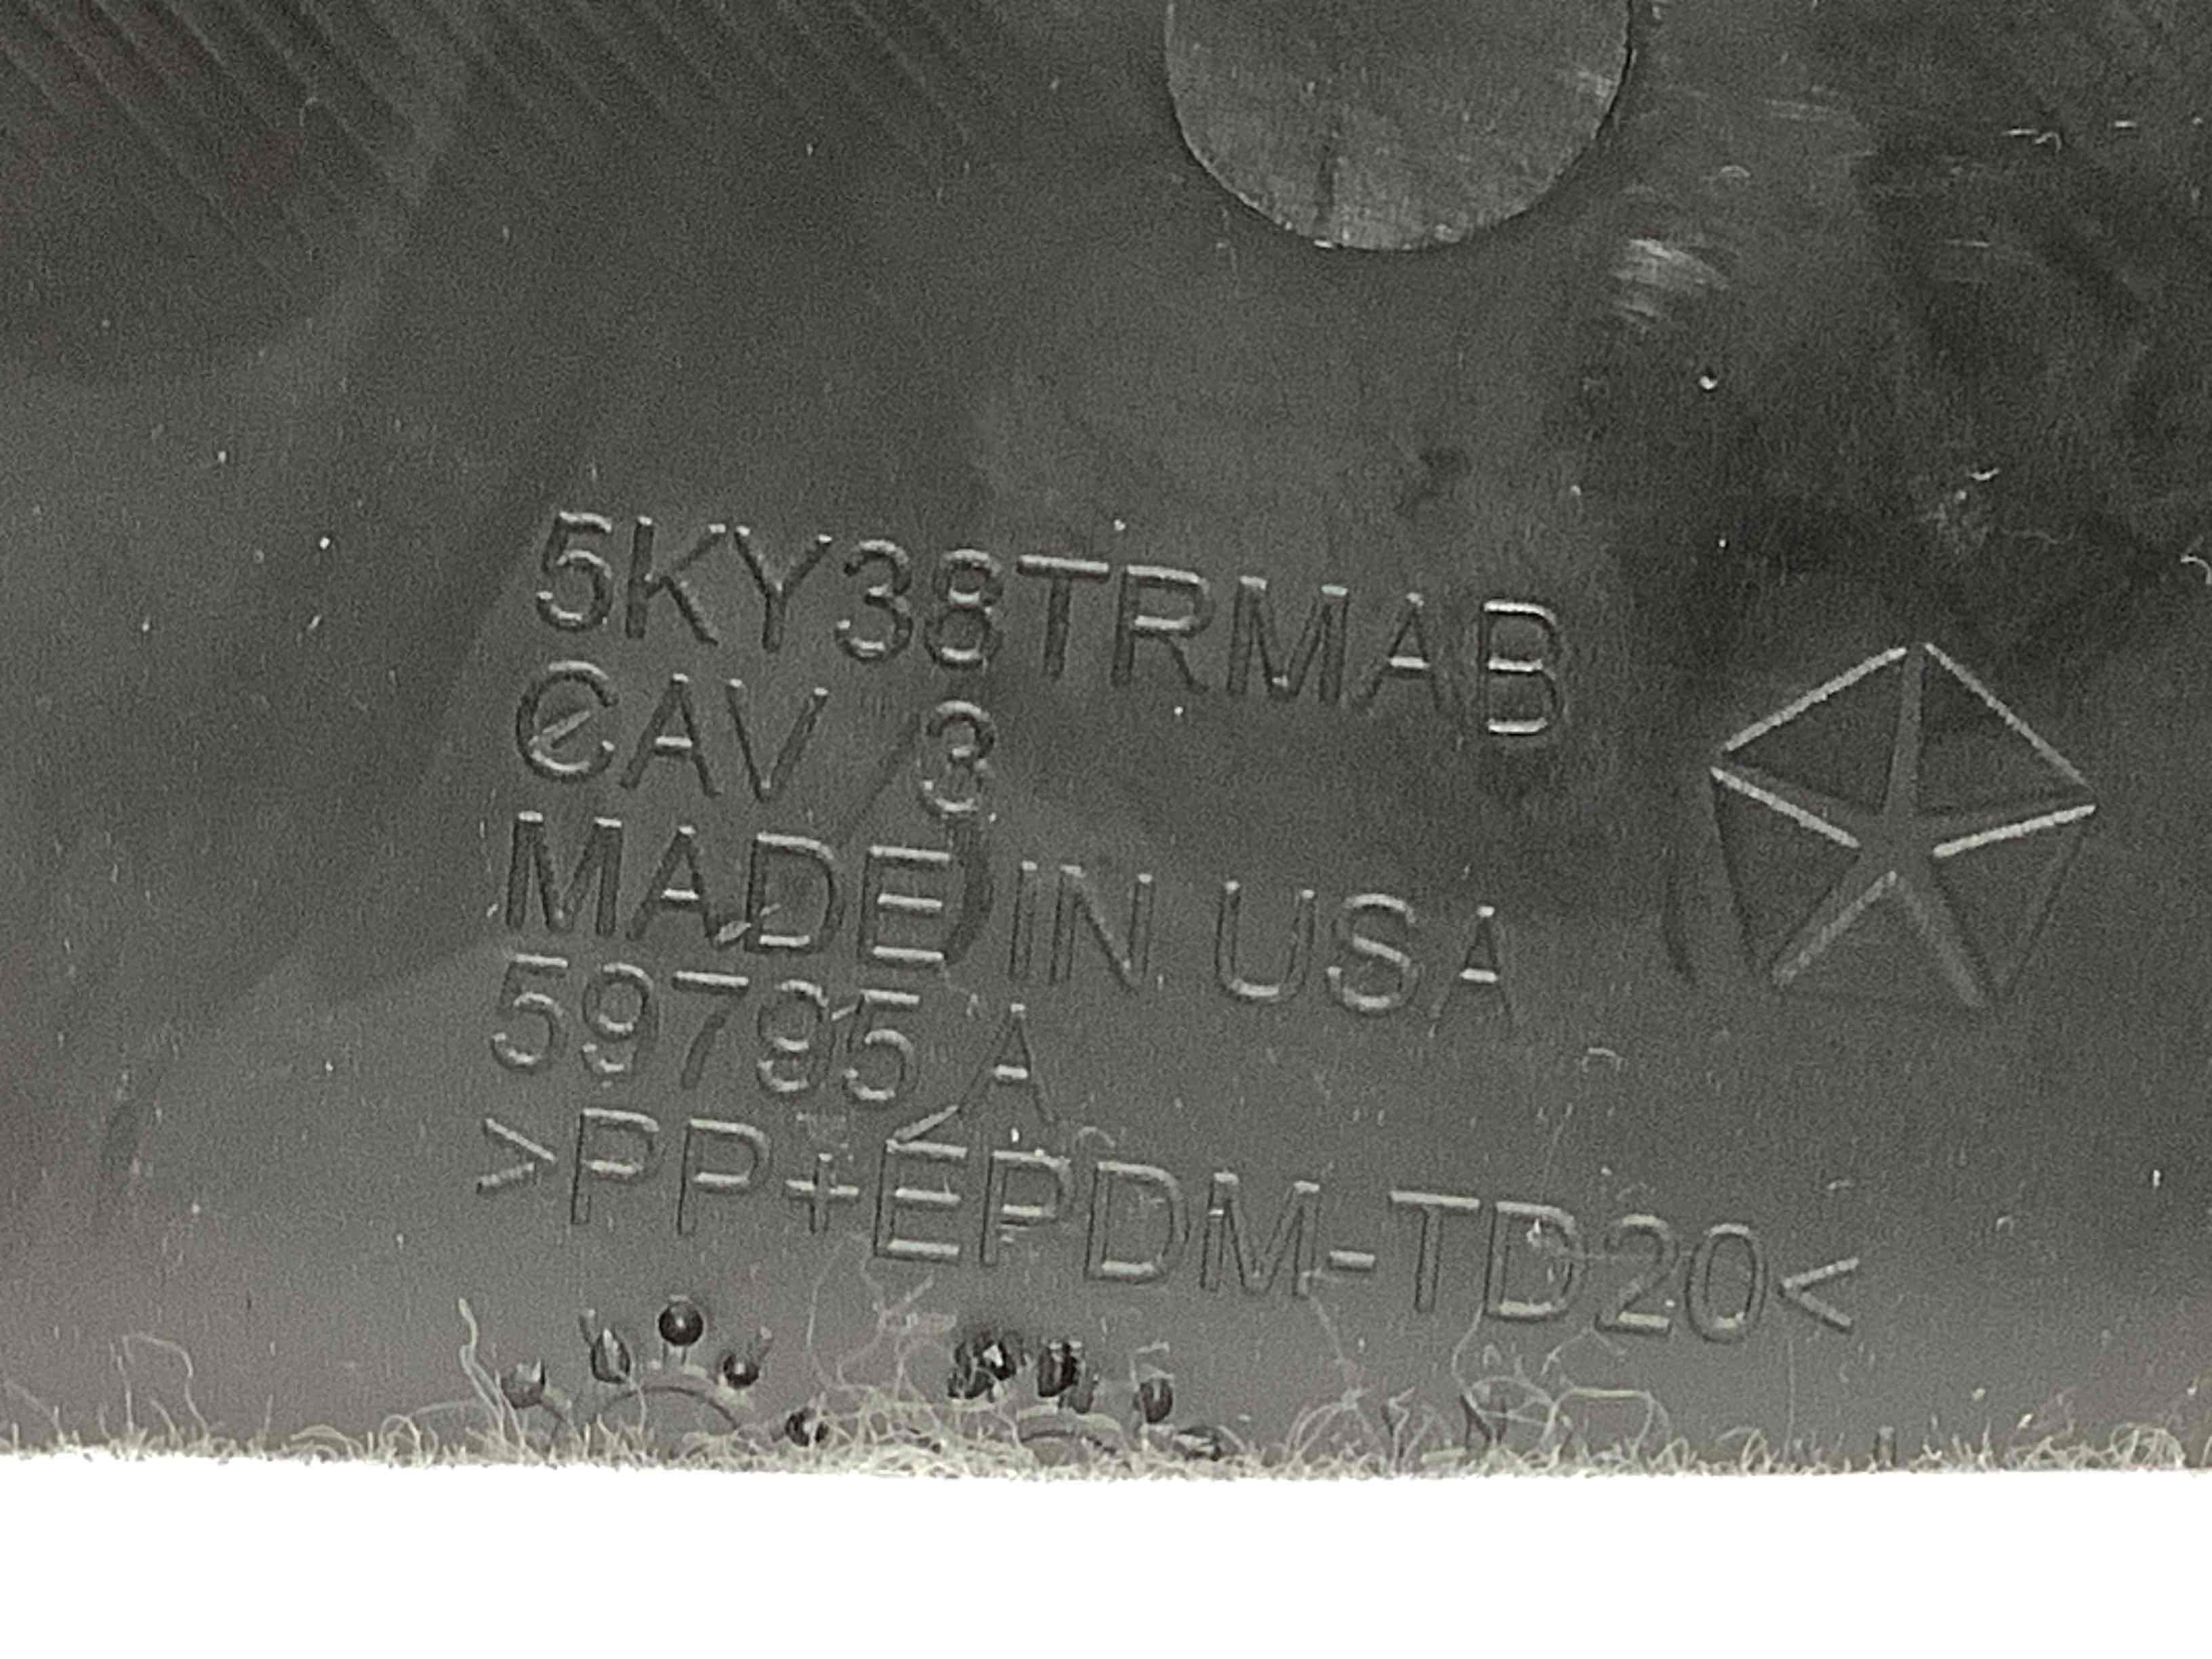 5KY38TRMAB
CAV 3
MADE IN USA
59795 A
>PP+EPDM-TD20<